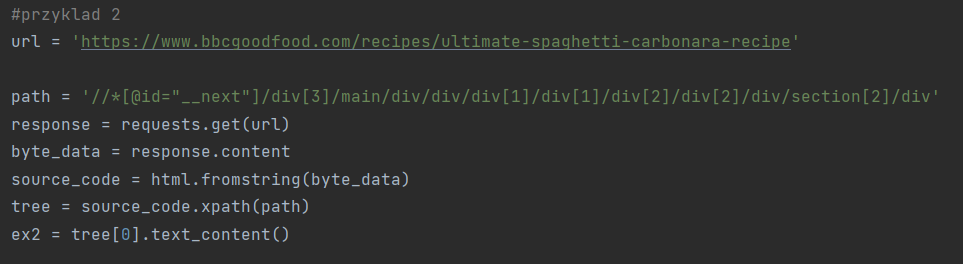 #przyklad 2
url = 'https://www.bbcgoodfood.com/recipes/ultimate-spaghetti-carbonara-recipe'
path = '//*[@id="__next"]/div[3]/main/div/div/div[1]/div[1]/div[2]/div[2]/div/section[2]/div'
response = requests.get(url)
byte_data = response.content
source_code = html.fromstring(byte_data)
tree = source_code.xpath(path)
ex2 = tree[0].text_content()